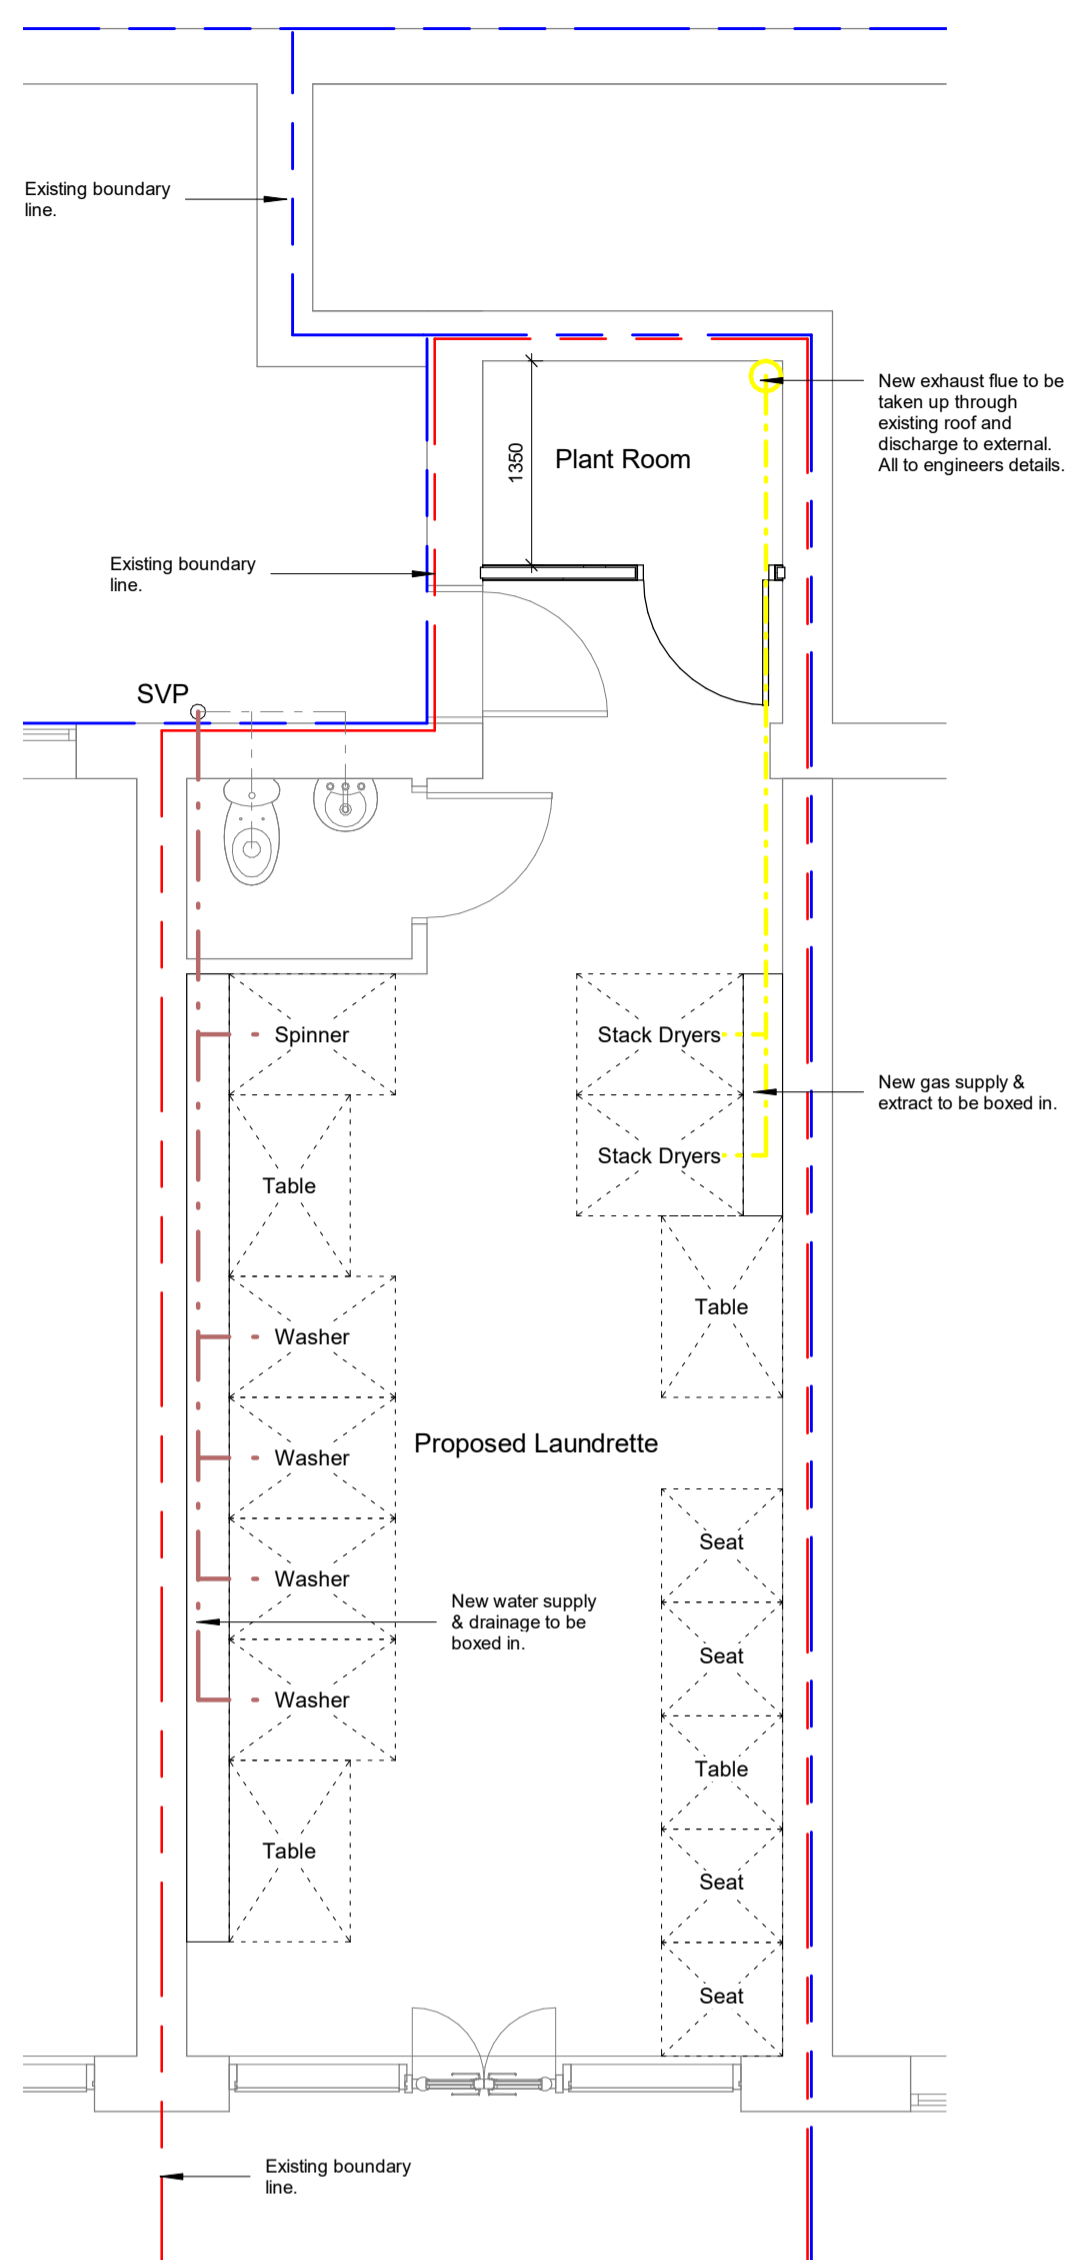 Existing boundary
line.
New exhaust flue to be
taken up through
existing roof and
discharge to external.
All to engineers details.
1350
Plant Room
Existing boundary
line.
SVP
Spinner
Stack Dryers
New gas supply &
extract to be boxed in.
Stack Dryers
Table
Table
Washer
Proposed Laundrette
Washer
Seat
Washer
New water supply
& drainage to be
boxed in.
Seat
Washer
Table
Table
Seat
Seat
Existing boundary
line.